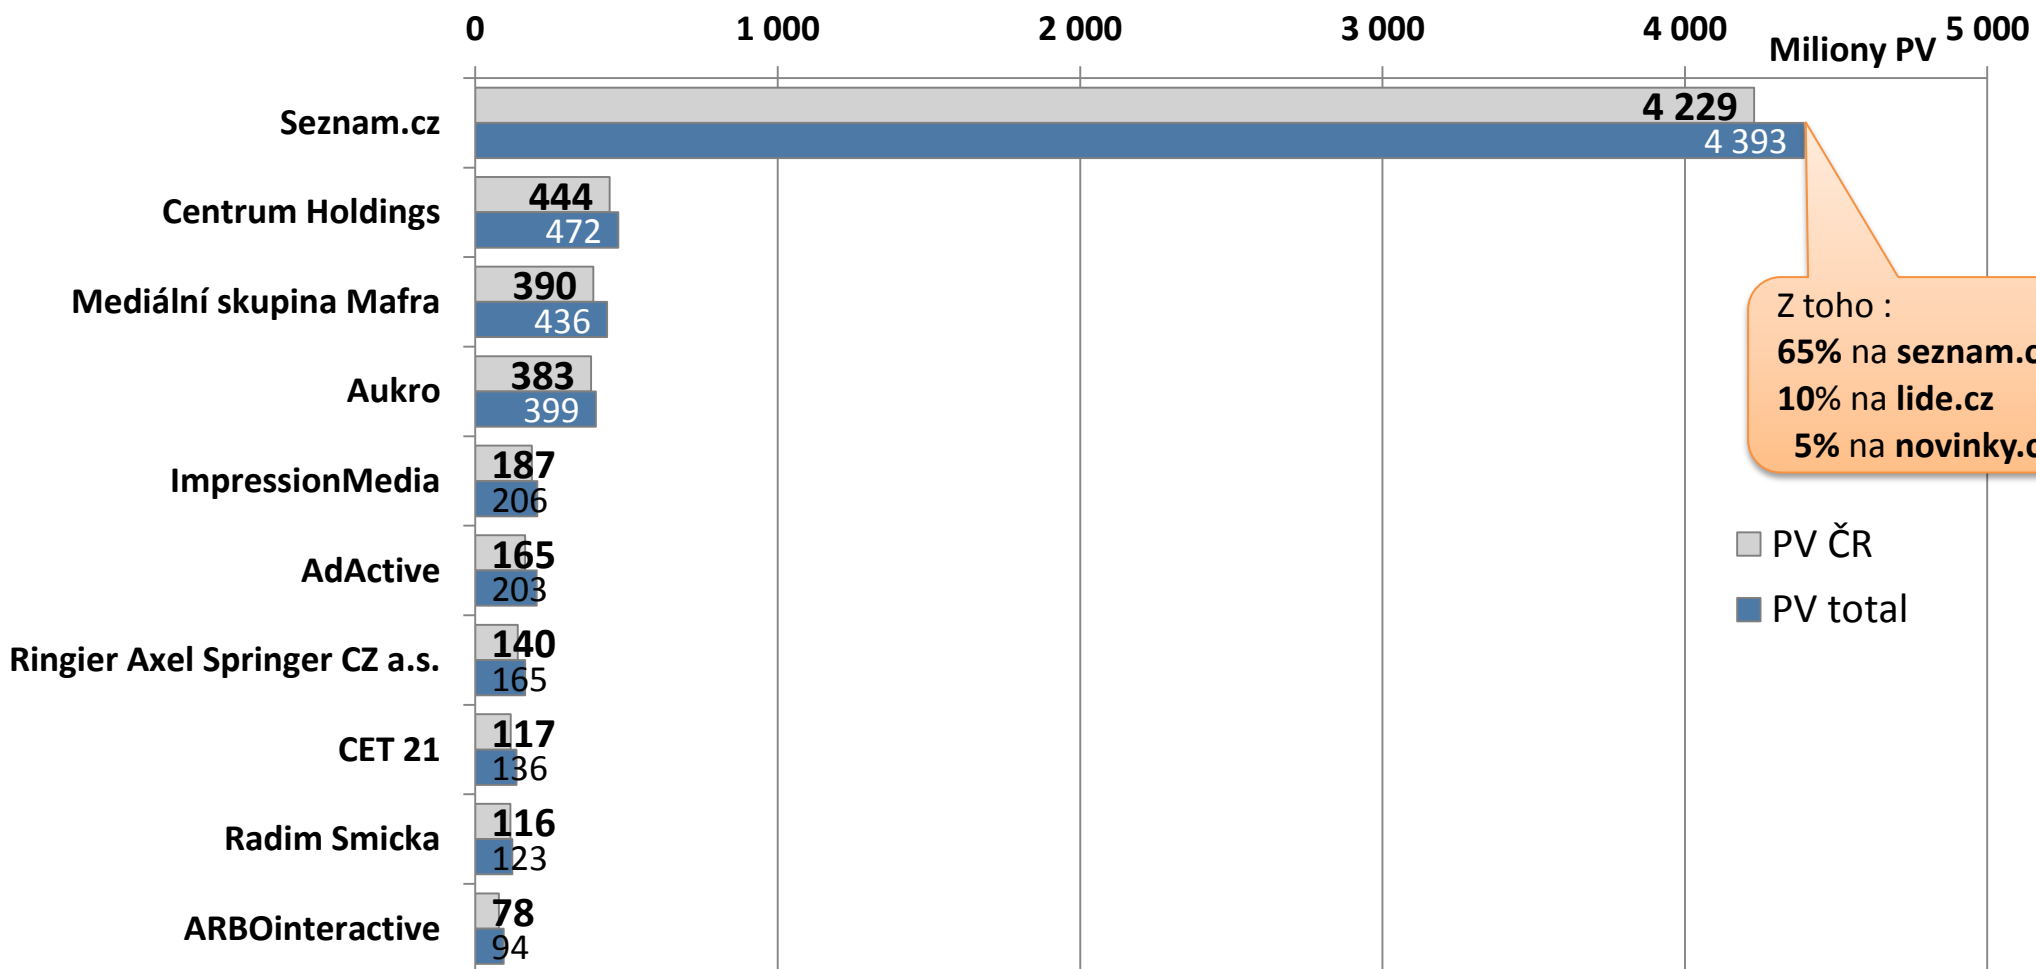 0 1 000 2 000 3 000 4 000 5 000
Miliony PV
Seznam.cz
4 229
4 393
Centrum Holdings
444
472
Mediální skupina Mafra
390
436
Aukro
383
399
ImpressionMedia
187
206
AdActive
165
203
Ringier Axel Springer CZ a.s.
140
165
CET 21
117
136
Radim Smicka
116
123
ARBOinteractive
78
94
Z toho :
65% na
10% na lide.cz
5% na
PV ČR
PV total